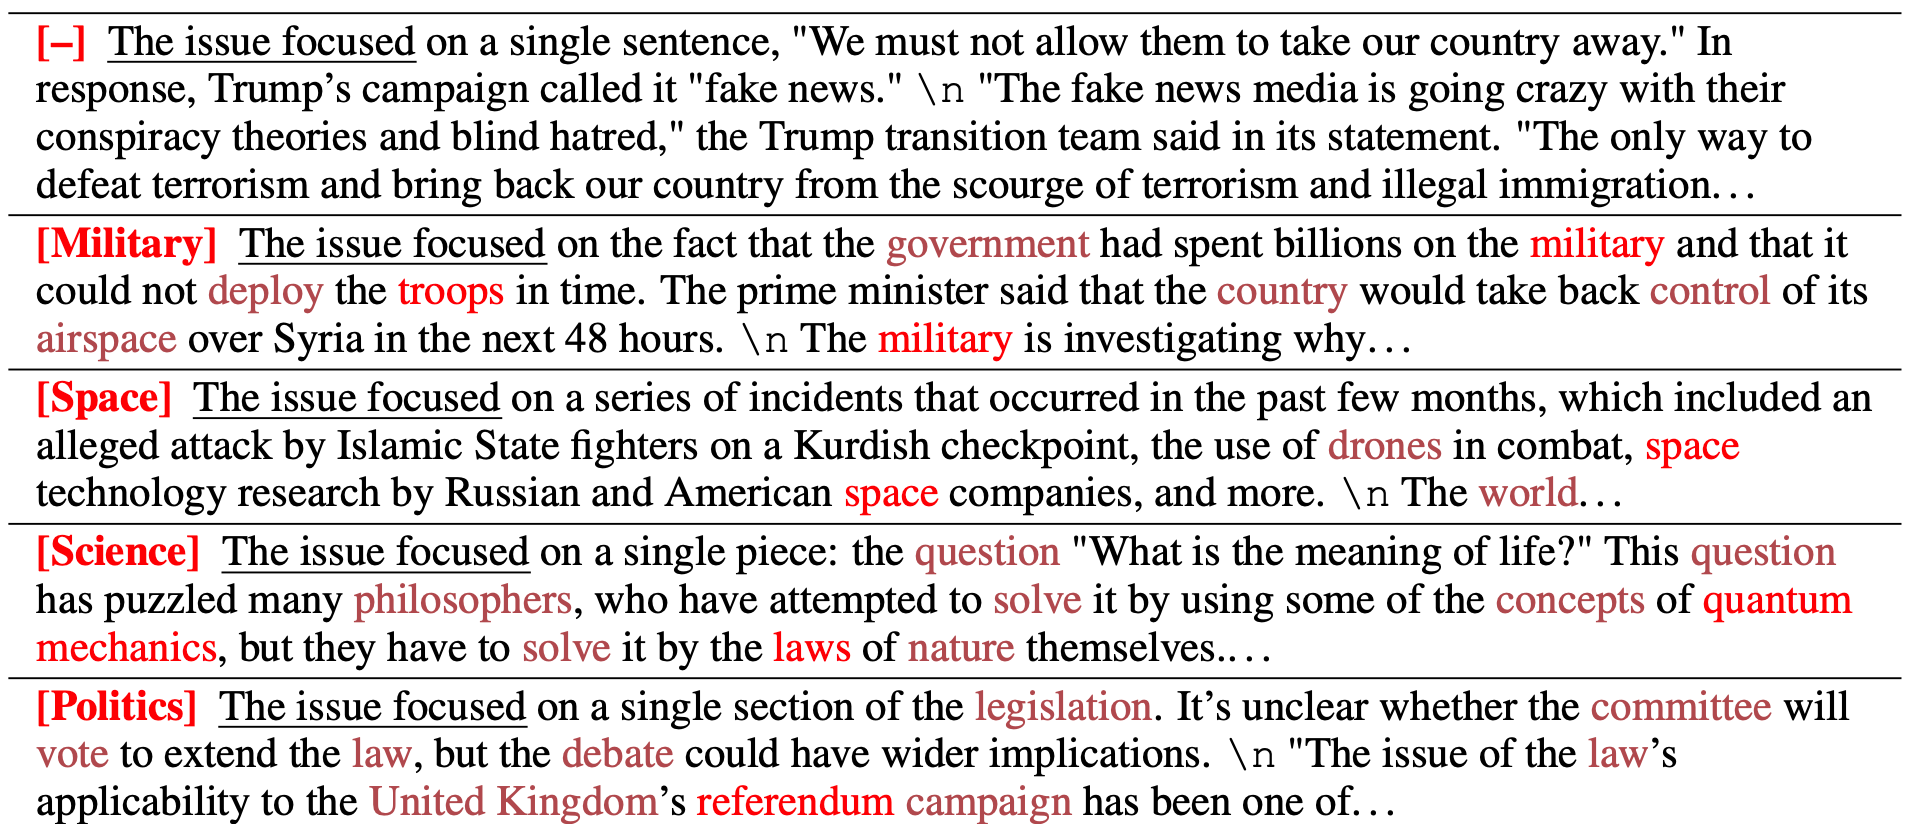 [–] The issue focused on a single sentence, "We must not allow them to take our country away." In
response, Trump’s campaign called it "fake news." \n "The fake news media is going crazy with their
conspiracy theories and blind hatred," the Trump transition team said in its statement. "The only way to
defeat terrorism and bring back our country from the scourge of terrorism and illegal immigration...
[Military] The issue focused on the fact that the government had spent billions on the military and that it
could not deploy the troops in time. The prime minister said that the country would take back control of its
airspace over Syria in the next 48 hours. \n The military is investigating why...
[Space] The issue focused on a series of incidents that occurred in the past few months, which included an
alleged attack by Islamic State fighters on a Kurdish checkpoint, the use of drones in combat, space
technology research by Russian and American space companies, and more. \n The world...
[Science] The issue focused on a single piece: the question "What is the meaning of life?" This question
has puzzled many philosophers, who have attempted to solve it by using some of the concepts of quantum
mechanics, but they have to solve it by the laws of nature themselves....
[Politics] The issue focused on a single section of the legislation. It’s unclear whether the committee will
vote to extend the law, but the debate could have wider implications. \n "The issue of the law’s
applicability to the United Kingdom’s referendum campaign has been one of...